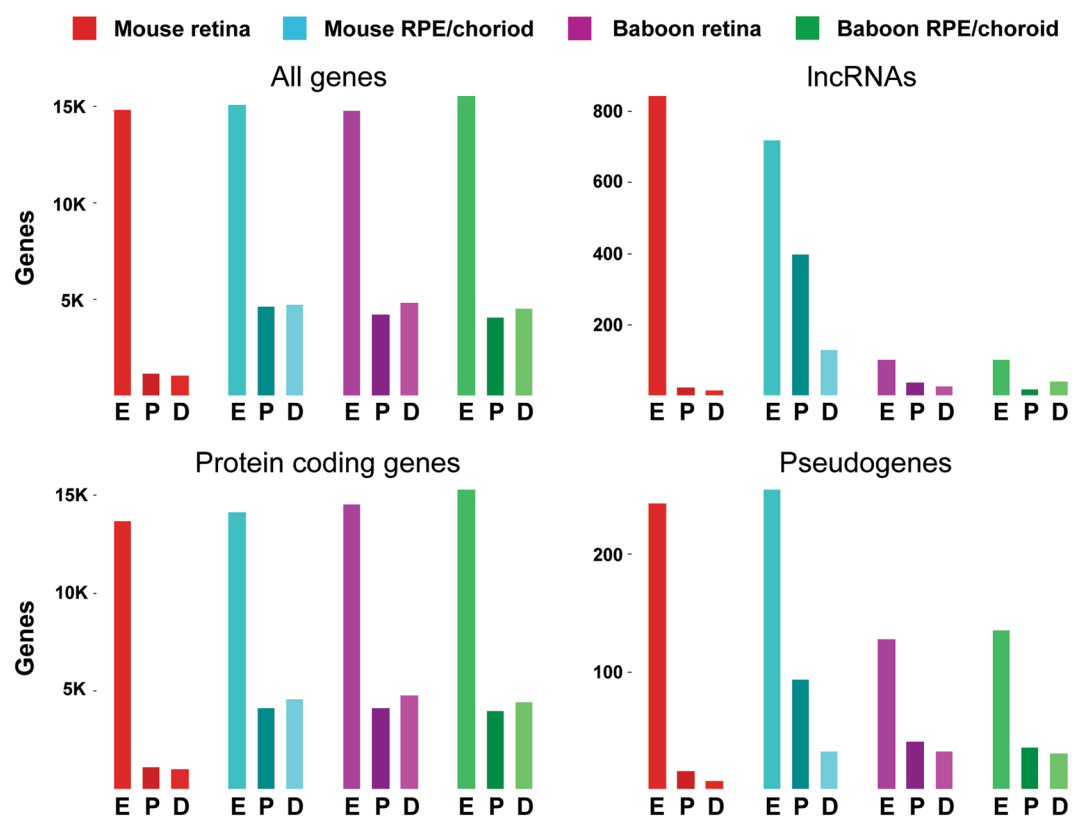 Mouse retina Mouse RPE/choriod Baboon retina Baboon RPE/choroid
All genes
15K
10K
5K
Genes
E P D E P D E P D E P D
lncRNAs
800
600
400
200
E P D E P D E P D E P D
Protein coding genes
15K
10K
5K
Genes
E P D E P D E P D E P D
Pseudogenes
200
100
E P D E P D E P D E P D